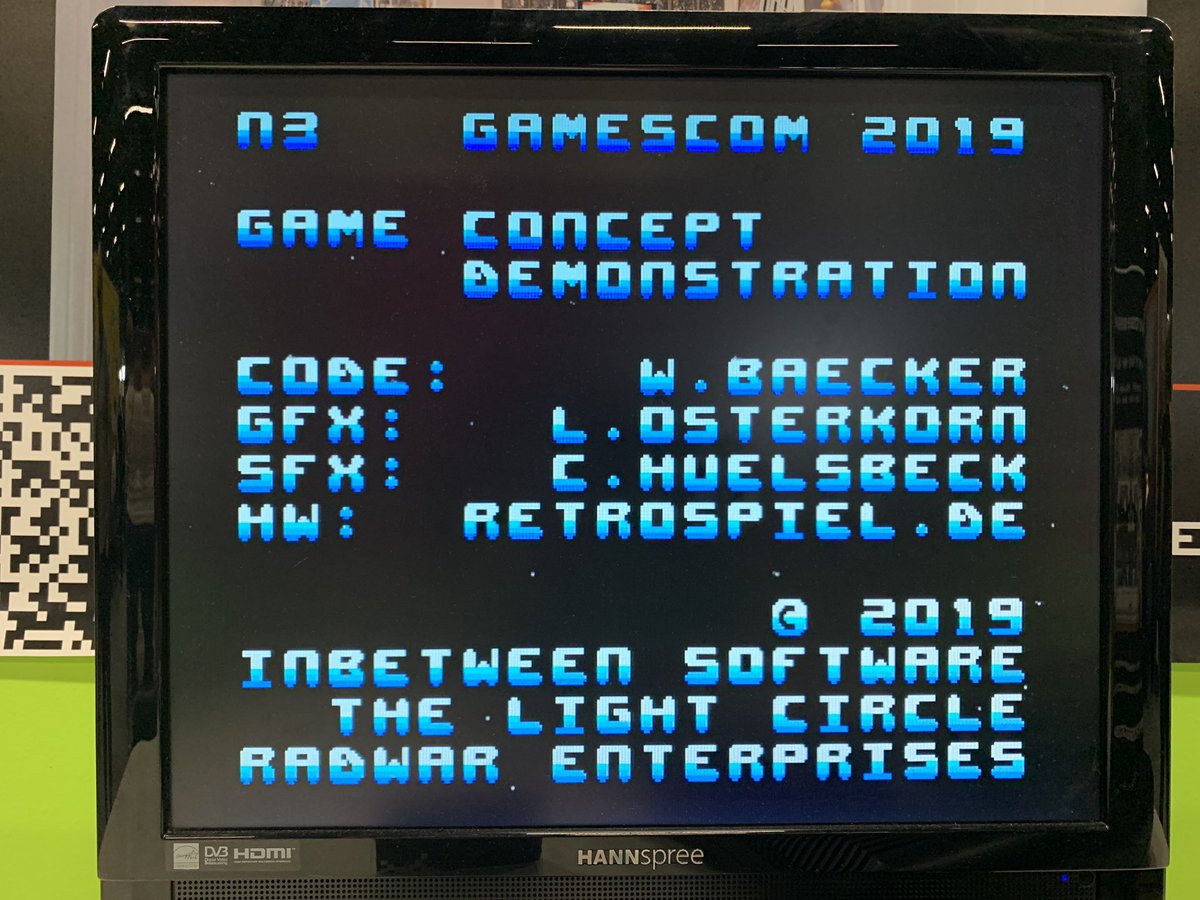 N3 GAMESCOM 2019
GAME CONCEPT
DEMONSTRATION
CODE: W.BAECKER
GFX: L.OSTERKORN
SFX: C.HUELSBECK
HW: RETROSPIEL.DE
© 2019
INBETWEEN SOFTWARE
THE LIGHT CIRCLE
RADWAR ENTERPRISES
DVB HDMI HANNspree
E